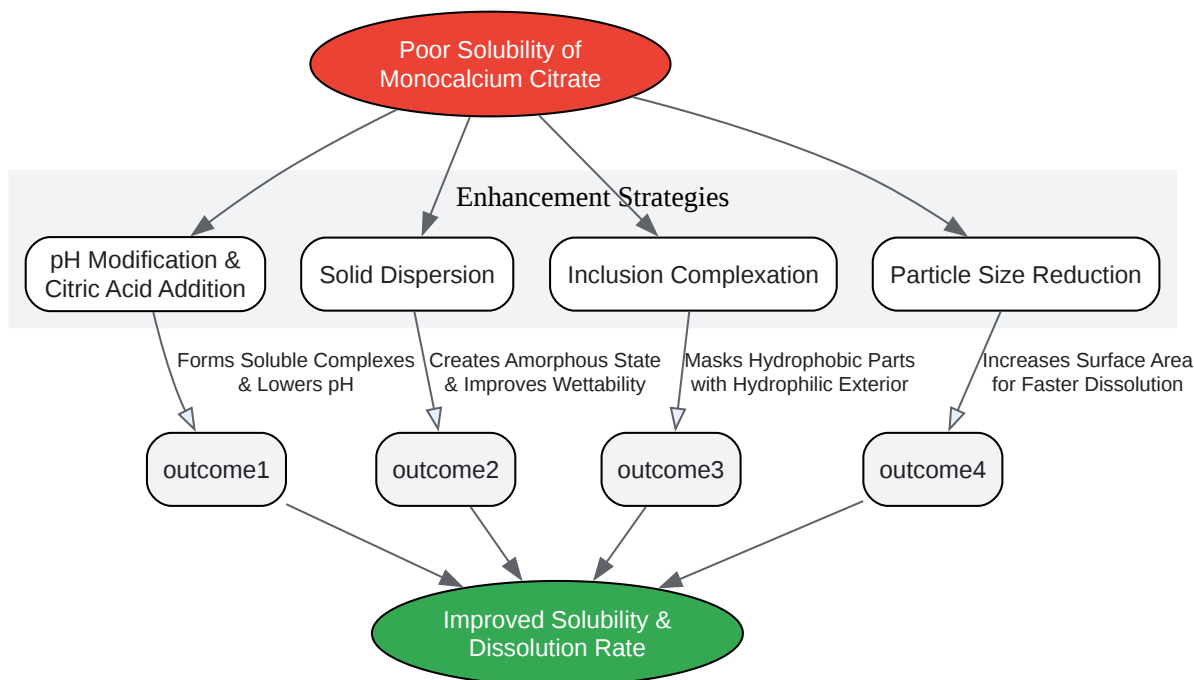 Poor Solubility of
Monocalcium Citrate
Enhancement Strategies
pH Modification &
Citric Acid Addition
Solid Dispersion
Inclusion Complexation
Particle Size Reduction
Forms Soluble Complexes
& Lowers pH
Creates Amorphous State
& Improves Wettability
Masks Hydrophobic Parts
with Hydrophilic Exterior
Increases Surface Area
for Faster Dissolution
outcome1
outcome2
outcome3
outcome4
Improved Solubility &
Dissolution Rate